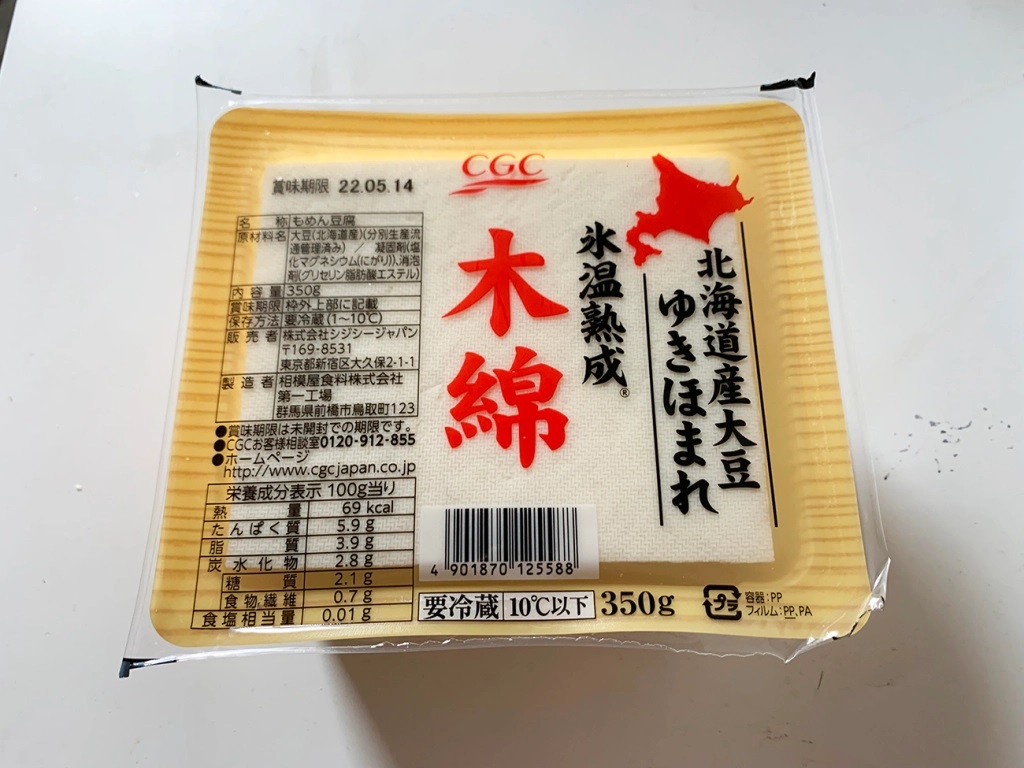 CGC
賞味期限 22.05.14
北海道産大豆
ゆきほまれ
氷温熟成®
木綿
名称 もめん豆腐
原材料名 大豆(北海道産)(分別生産流
通管理済み) / 凝固剤(塩
化マグネシウム(にがり))、消泡
剤(グリセリン脂肪酸エステル)
内容量 350g
賞味期限 枠外上部に記載
保存方法 要冷蔵(1~10℃)
販売者 株式会社シジシージャパン
〒169-8531
東京都新宿区大久保2-1-1
製造者 相模屋食料株式会社
第一工場
群馬県前橋市鳥取町123
●賞味期限は未開封での期限です。
●CGCお客様相談室0120-912-855
●ホームページ
http://www.cgcjapan.co.jp
栄養成分表示 100g当り
熱量 69 kcal
たんぱく質 5.9 g
脂質 3.9 g
炭水化物 2.8 g
糖質 2.1 g
食物繊維 0.7 g
食塩相当量 0.01 g
4 901870 125588
要冷蔵 10℃以下 350g
プラ
容器:PP
フィルム:PP、PA